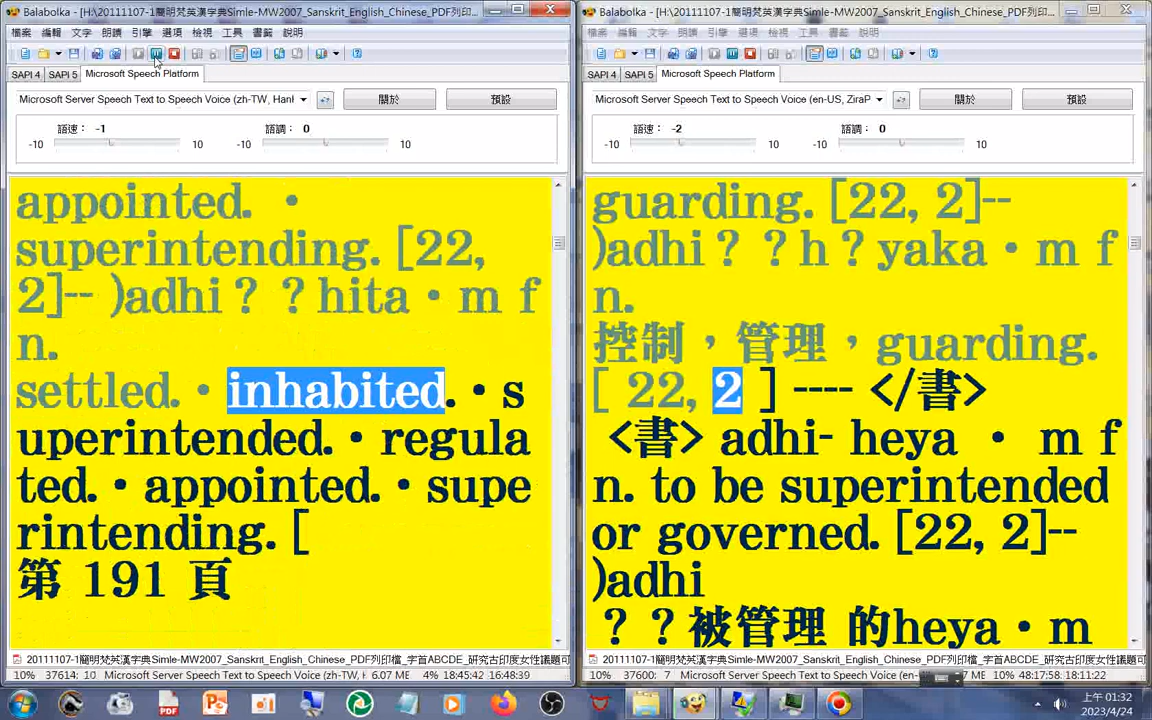 Balabolka - [H:\20111107-1簡明梵英漢字典Simle-MW2007_Sanskrit_English_Chinese_PDF列印...
檔案 編輯 文字 朗讀 引擎 選項 檢視 工具 書籤 說明
SAPI 4 SAPI 5 Microsoft Speech Platform
Microsoft Server Speech Text to Speech Voice (zh-TW, HanI
關於 預設
語速： -1 語調： 0
-10 10 -10 10
appointed. •
superintending. [22,
2]-- )adhi？ ？hita • m f
n.
settled. • inhabited. • s
uperintended. • regula
ted. • appointed. • supe
rintending. [
第 191 頁
20111107-1簡明梵英漢字典Simle-MW2007_Sanskrit_English_Chinese_PDF列印檔_字首ABCDE_研究古印度女性議題可
10% 37614: 10 Microsoft Server Speech Text to Speech Voice (zh-TW, I 6.07 MB 4% 18:45:42 16:48:39
Balabolka - [H:\20111107-1簡明梵英漢字典Simle-MW2007_Sanskrit_English_Chinese_PDF列印...
檔案 編輯 文字 朗讀 引擎 選項 檢視 工具 書籤 說明
SAPI 4 SAPI 5 Microsoft Speech Platform
Microsoft Server Speech Text to Speech Voice (en-US, ZiraP
關於 預設
語速： -2 語調： 0
-10 10 -10 10
guarding. [22, 2]--
)adhi？ ？h？yaka • m f
n.
控制，管理，guarding.
[ 22, 2 ] ---- </書>
<書> adhi- heya • m f
n. to be superintended
or governed. [22, 2]--
)adhi
？ ？被管理 的heya • m
20111107-1簡明梵英漢字典Simle-MW2007_Sanskrit_English_Chinese_PDF列印檔_字首ABCDE_研究古印度女性議題可
10% 37600: 7 Microsoft Server Speech Text to Speech Voice (en-US, 10% 48:17:58 18:11:22
上午 01:32
2023/4/24